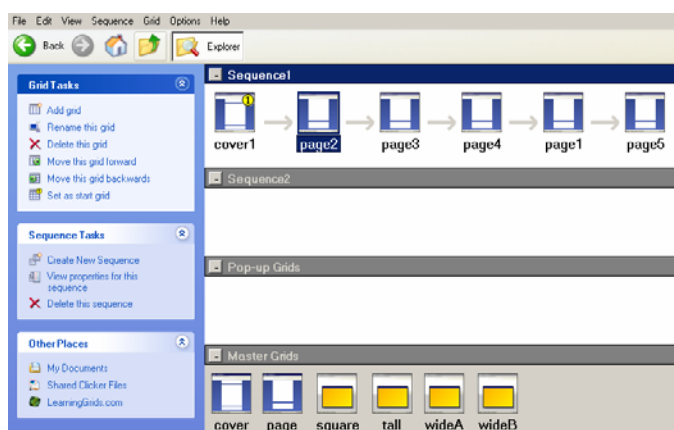 File Edit View Sequence Grid Options Help
Back Explorer
Grid Tasks
Add grid
Rename this grid
Delete this grid
Move this grid forward
Move this grid backwards
Set as start grid
Sequence Tasks
Create New Sequence
View properties for this
sequence
Delete this sequence
Other Places
My Documents
Shared Clicker Files
LearningGrids.com
Sequence1
1
cover1 page2 page3 page4 page1 page5
Sequence2
Pop-up Grids
Master Grids
cover page square tall wideA wideB